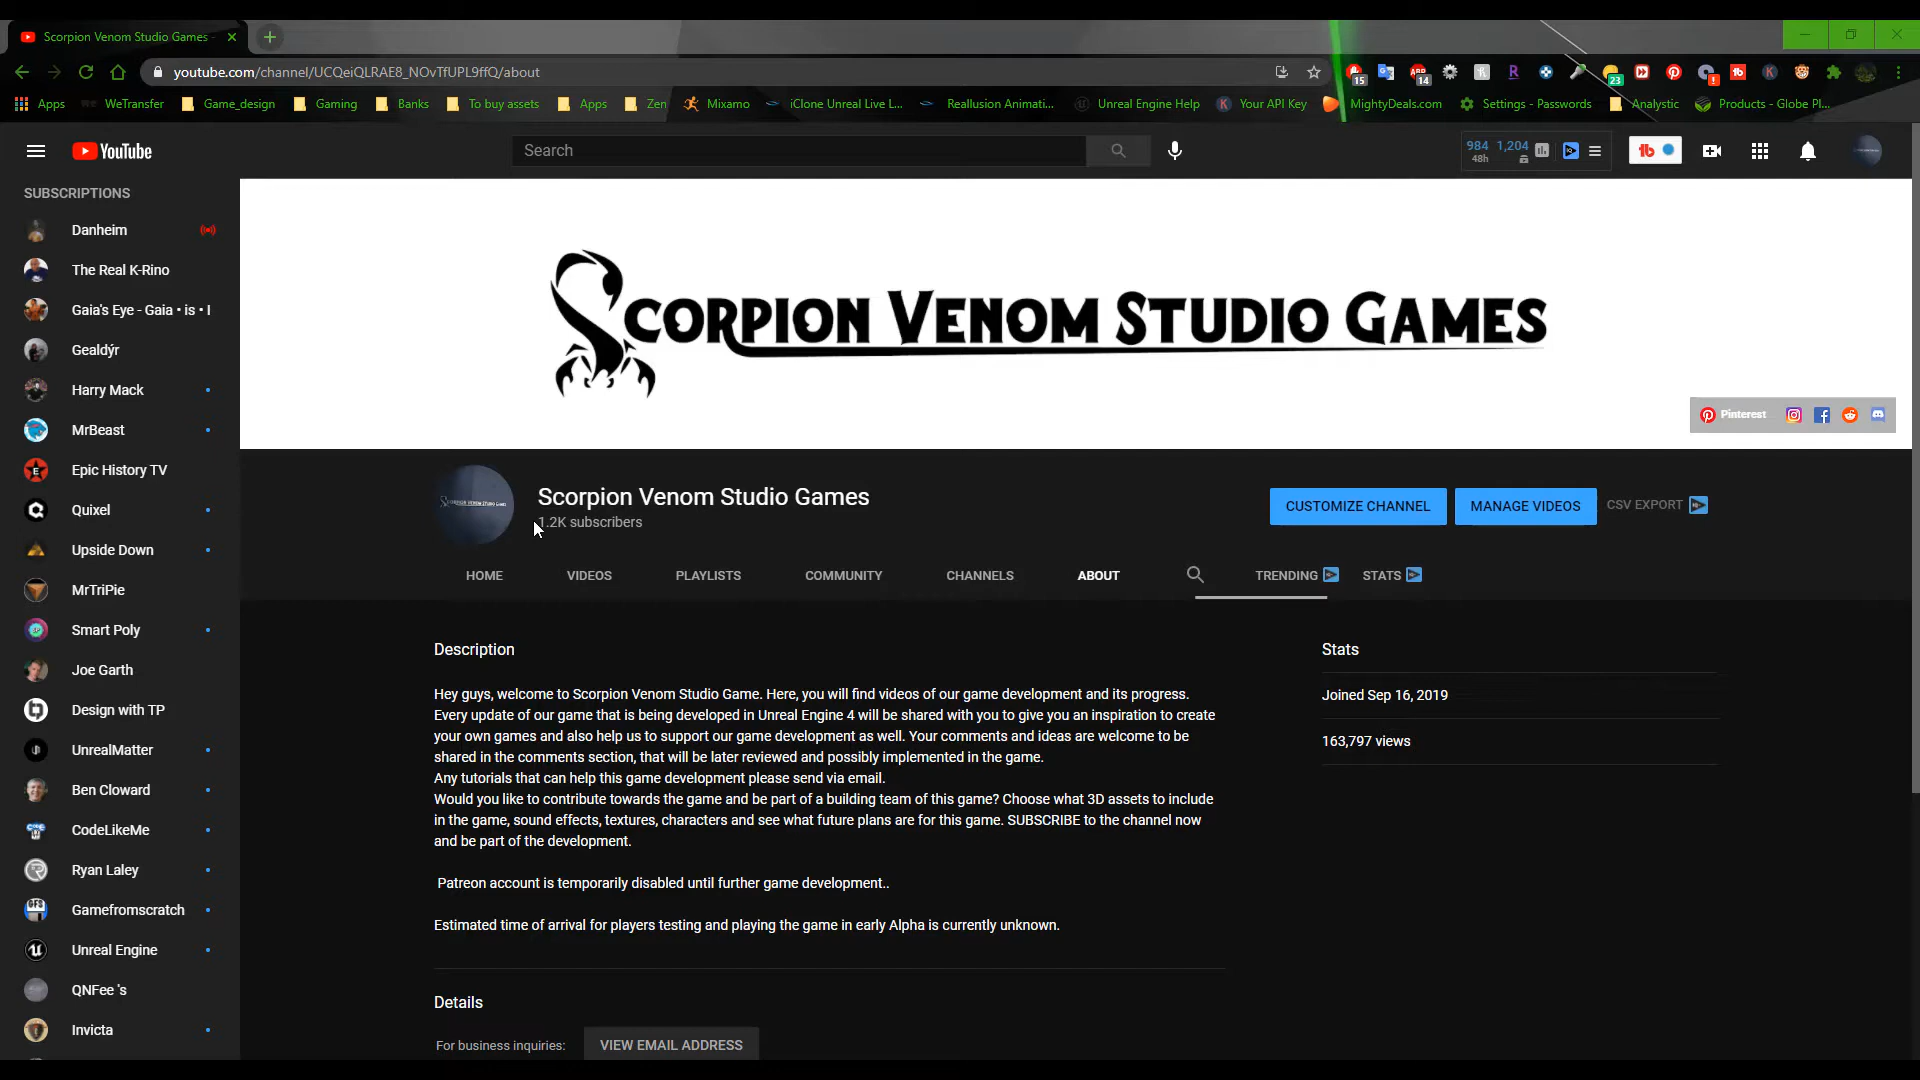 Scorpion Venom Studio Games -
youtube.com/channel/UCQeiQLRAE8_NOvTfUPL9ffQ/about
15
14
23
Apps
WeTransfer
Game_design
Gaming
Banks
To buy assets
Apps
Zen
Mixamo
iClone Unreal Live L...
Reallusion Animati...
Unreal Engine Help
Your API Key
MightyDeals.com
Settings - Passwords
Analystic
Products - Globe Pl...
YouTube
Search
984
48h
1,204
tb
SUBSCRIPTIONS
Danheim
The Real K-Rino
Gaia's Eye - Gaia • is • I
Gealdýr
Harry Mack
MrBeast
Epic History TV
Quixel
Upside Down
MrTriPie
Smart Poly
Joe Garth
Design with TP
UnrealMatter
Ben Cloward
CodeLikeMe
Ryan Laley
Gamefromscratch
Unreal Engine
QNFee 's
Invicta
SCORPION VENOM STUDIO GAMES
Pinterest
Scorpion Venom Studio Games
1.2K subscribers
CUSTOMIZE CHANNEL
MANAGE VIDEOS
CSV EXPORT
HOME
VIDEOS
PLAYLISTS
COMMUNITY
CHANNELS
ABOUT
TRENDING
STATS
Description
Hey guys, welcome to Scorpion Venom Studio Game. Here, you will find videos of our game development and its progress.
Every update of our game that is being developed in Unreal Engine 4 will be shared with you to give you an inspiration to create
your own games and also help us to support our game development as well. Your comments and ideas are welcome to be
shared in the comments section, that will be later reviewed and possibly implemented in the game.
Any tutorials that can help this game development please send via email.
Would you like to contribute towards the game and be part of a building team of this game? Choose what 3D assets to include
in the game, sound effects, textures, characters and see what future plans are for this game. SUBSCRIBE to the channel now
and be part of the development.
Patreon account is temporarily disabled until further game development..
Estimated time of arrival for players testing and playing the game in early Alpha is currently unknown.
Details
For business inquiries:
VIEW EMAIL ADDRESS
Stats
Joined Sep 16, 2019
163,797 views